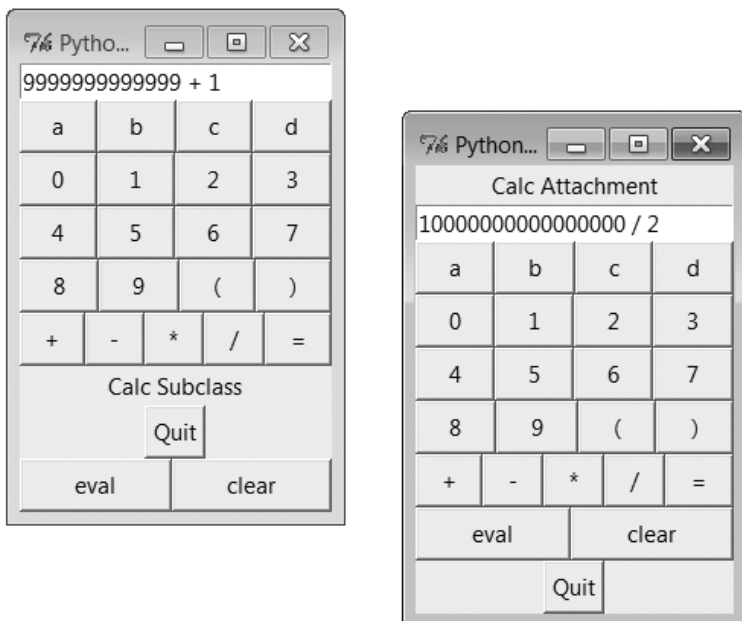 Pytho...
9999999999999 + 1
a b c d
0 1 2 3
4 5 6 7
8 9 ( )
+ - * / =
Calc Subclass
Quit
eval clear
Python...
Calc Attachment
10000000000000000 / 2
a b c d
0 1 2 3
4 5 6 7
8 9 ( )
+ - * / =
eval clear
Quit